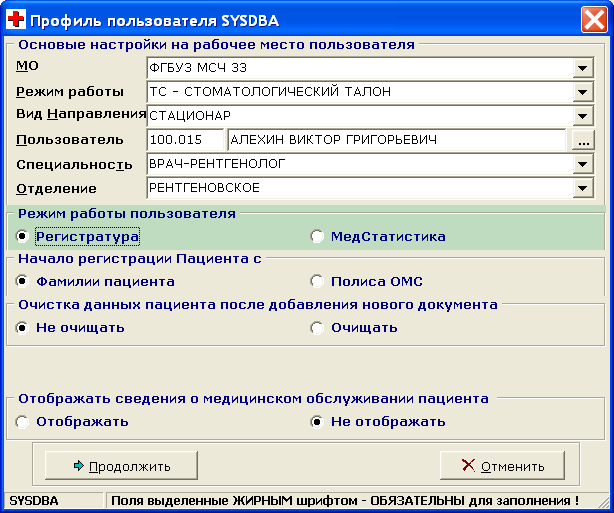 Профиль пользователя SYSDBA
Основые настройки на рабочее место пользователя
МО ФГБУЗ МСЧ 33
Режим работы ТС - СТОМАТОЛОГИЧЕСКИЙ ТАЛОН
Вид Направления СТАЦИОНАР
Пользователь 100.015 АЛЕХИН ВИКТОР ГРИГОРЬЕВИЧ ...
Специальность ВРАЧ-РЕНТГЕНОЛОГ
Отделение РЕНТГЕНОВСКОЕ
Режим работы пользователя
Регистратура МедСтатистика
Начало регистрации Пациента с
Фамилии пациента Полиса ОМС
Очистка данных пациента после добавления нового документа
Не очищать Очищать
Отображать сведения о медицинском обслуживании пациента
Отображать Не отображать
Продолжить Отменить
SYSDBA Поля выделенные ЖИРНЫМ шрифтом - ОБЯЗАТЕЛЬНЫ для заполнения !